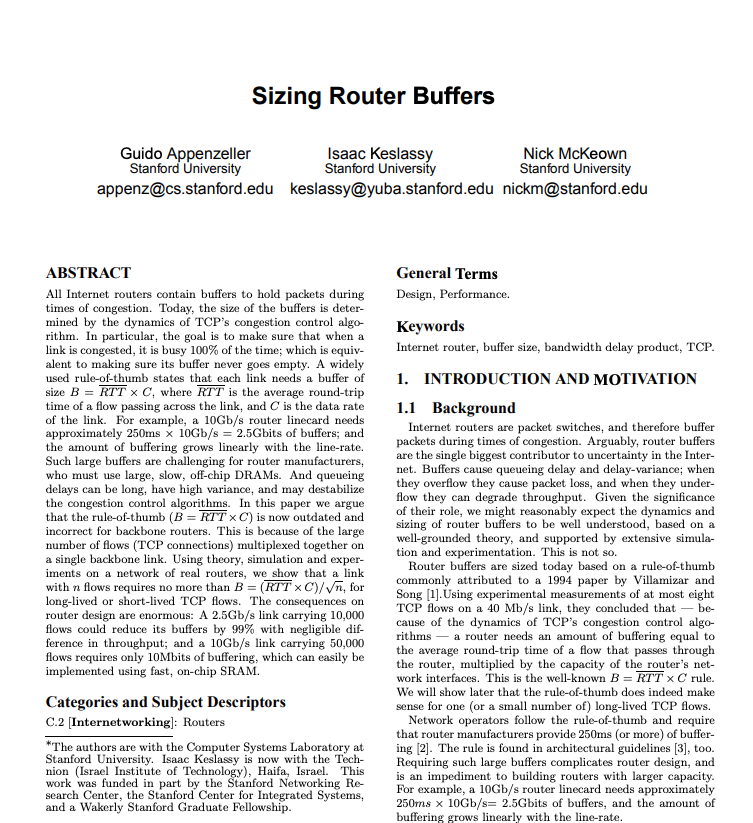 Sizing Router Buffers
Guido Appenzeller
Stanford University
appenz@cs.stanford.edu
Isaac Keslassy
Stanford University
keslassy@yuba.stanford.edu
Nick McKeown
Stanford University
nickm@stanford.edu
ABSTRACT
All Internet routers contain buffers to hold packets during
times of congestion. Today, the size of the buffers is deter-
mined by the dynamics of TCP's congestion control algo-
rithm. In particular, the goal is to make sure that when a
link is congested, it is busy 100% of the time; which is equiv-
alent to making sure its buffer never goes empty. A widely
used rule-of-thumb states that each link needs a buffer of
size B = R̅T̅T̅ × C, where R̅T̅T̅ is the average round-trip
time of a flow passing across the link, and C is the data rate
of the link. For example, a 10Gb/s router linecard needs
approximately 250ms × 10Gb/s = 2.5Gbits of buffers; and
the amount of buffering grows linearly with the line-rate.
Such large buffers are challenging for router manufacturers,
who must use large, slow, off-chip DRAMs. And queueing
delays can be long, have high variance, and may destabilize
the congestion control algorithms. In this paper we argue
that the rule-of-thumb (B = R̅T̅T̅ × C) is now outdated and
incorrect for backbone routers. This is because of the large
number of flows (TCP connections) multiplexed together on
a single backbone link. Using theory, simulation and exper-
iments on a network of real routers, we show that a link
with n flows requires no more than B = (R̅T̅T̅ × C)/√n, for
long-lived or short-lived TCP flows. The consequences on
router design are enormous: A 2.5Gb/s link carrying 10,000
flows could reduce its buffers by 99% with negligible dif-
ference in throughput; and a 10Gb/s link carrying 50,000
flows requires only 10Mbits of buffering, which can easily be
implemented using fast, on-chip SRAM.
Categories and Subject Descriptors
C.2 [Internetworking]: Routers
*The authors are with the Computer Systems Laboratory at
Stanford University. Isaac Keslassy is now with the Tech-
nion (Israel Institute of Technology), Haifa, Israel. This
work was funded in part by the Stanford Networking Re-
search Center, the Stanford Center for Integrated Systems,
and a Wakerly Stanford Graduate Fellowship.
General Terms
Design, Performance.
Keywords
Internet router, buffer size, bandwidth delay product, TCP.
1. INTRODUCTION AND MOTIVATION
1.1 Background
Internet routers are packet switches, and therefore buffer
packets during times of congestion. Arguably, router buffers
are the single biggest contributor to uncertainty in the Inter-
net. Buffers cause queueing delay and delay-variance; when
they overflow they cause packet loss, and when they under-
flow they can degrade throughput. Given the significance
of their role, we might reasonably expect the dynamics and
sizing of router buffers to be well understood, based on a
well-grounded theory, and supported by extensive simula-
tion and experimentation. This is not so.
Router buffers are sized today based on a rule-of-thumb
commonly attributed to a 1994 paper by Villamizar and
Song [1].Using experimental measurements of at most eight
TCP flows on a 40 Mb/s link, they concluded that — be-
cause of the dynamics of TCP's congestion control algo-
rithms — a router needs an amount of buffering equal to
the average round-trip time of a flow that passes through
the router, multiplied by the capacity of the router's net-
work interfaces. This is the well-known B = R̅T̅T̅ × C rule.
We will show later that the rule-of-thumb does indeed make
sense for one (or a small number of) long-lived TCP flows.
Network operators follow the rule-of-thumb and require
that router manufacturers provide 250ms (or more) of buffer-
ing [2]. The rule is found in architectural guidelines [3], too.
Requiring such large buffers complicates router design, and
is an impediment to building routers with larger capacity.
For example, a 10Gb/s router linecard needs approximately
250ms × 10Gb/s= 2.5Gbits of buffers, and the amount of
buffering grows linearly with the line-rate.